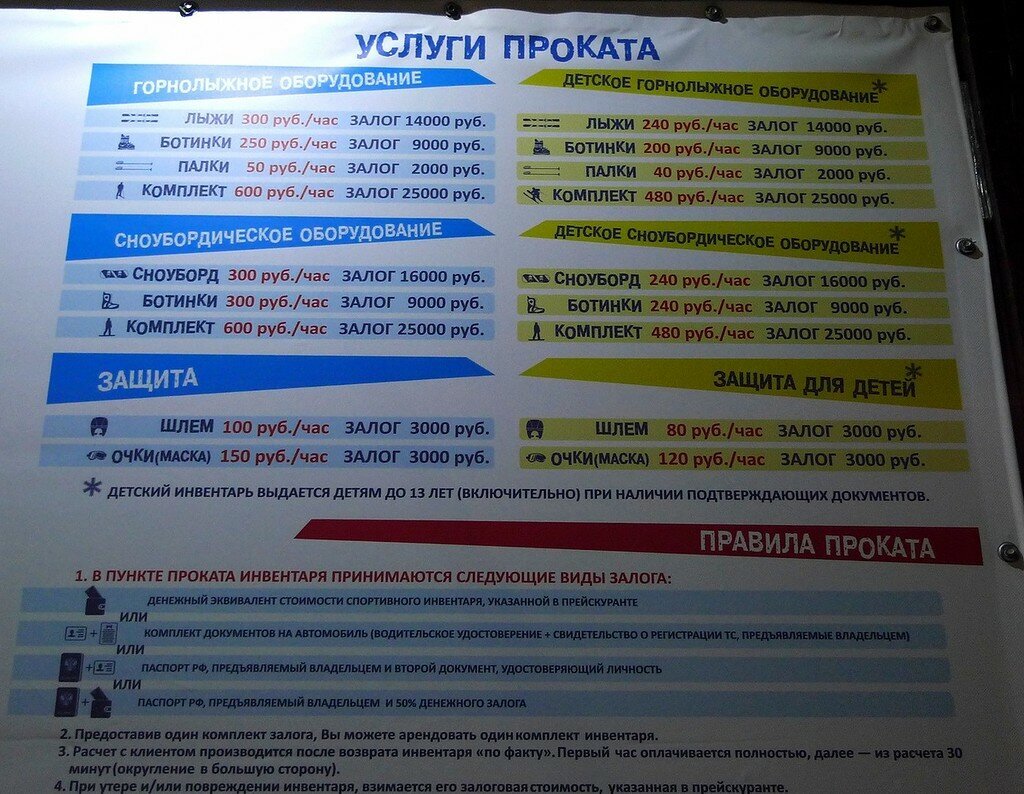 УСЛУГИ ПРОКАТА
ГОРНОЛЫЖНОЕ ОБОРУДОВАНИЕ
ЛЫЖИ 300 руб./час ЗАЛОГ 14000 руб.
БОТИНКИ 250 руб./час ЗАЛОГ 9000 руб.
ПАЛКИ 50 руб./час ЗАЛОГ 2000 руб.
КОМПЛЕКТ 600 руб./час ЗАЛОГ 25000 руб.
СНОУБОРДИЧЕСКОЕ ОБОРУДОВАНИЕ
СНОУБОРД 300 руб./час ЗАЛОГ 16000 руб.
БОТИНКИ 300 руб./час ЗАЛОГ 9000 руб.
КОМПЛЕКТ 600 руб./час ЗАЛОГ 25000 руб.
ЗАЩИТА
ШЛЕМ 100 руб./час ЗАЛОГ 3000 руб.
ОЧКИ(МАСКА) 150 руб./час ЗАЛОГ 3000 руб.
ДЕТСКОЕ ГОРНОЛЫЖНОЕ ОБОРУДОВАНИЕ*
ЛЫЖИ 240 руб./час ЗАЛОГ 14000 руб.
БОТИНКИ 200 руб./час ЗАЛОГ 9000 руб.
ПАЛКИ 40 руб./час ЗАЛОГ 2000 руб.
КОМПЛЕКТ 480 руб./час ЗАЛОГ 25000 руб.
ДЕТСКОЕ СНОУБОРДИЧЕСКОЕ ОБОРУДОВАНИЕ*
СНОУБОРД 240 руб./час ЗАЛОГ 16000 руб.
БОТИНКИ 240 руб./час ЗАЛОГ 9000 руб.
КОМПЛЕКТ 480 руб./час ЗАЛОГ 25000 руб.
ЗАЩИТА ДЛЯ ДЕТЕЙ*
ШЛЕМ 80 руб./час ЗАЛОГ 3000 руб.
ОЧКИ(МАСКА) 120 руб./час ЗАЛОГ 3000 руб.
* ДЕТСКИЙ ИНВЕНТАРЬ ВЫДАЕТСЯ ДЕТЯМ ДО 13 ЛЕТ (ВКЛЮЧИТЕЛЬНО) ПРИ НАЛИЧИИ ПОДТВЕРЖДАЮЩИХ ДОКУМЕНТОВ.
ПРАВИЛА ПРОКАТА
1. В ПУНКТЕ ПРОКАТА ИНВЕНТАРЯ ПРИНИМАЮТСЯ СЛЕДУЮЩИЕ ВИДЫ ЗАЛОГА:
ДЕНЕЖНЫЙ ЭКВИВАЛЕНТ СТОИМОСТИ СПОРТИВНОГО ИНВЕНТАРЯ, УКАЗАННОЙ В ПРЕЙСКУРАНТЕ
ИЛИ
+ КОМПЛЕКТ ДОКУМЕНТОВ НА АВТОМОБИЛЬ (ВОДИТЕЛЬСКОЕ УДОСТОВЕРЕНИЕ + СВИДЕТЕЛЬСТВО О РЕГИСТРАЦИИ ТС, ПРЕДЪЯВЛЯЕМЫЕ ВЛАДЕЛЬЦЕМ)
ИЛИ
+ ПАСПОРТ РФ, ПРЕДЪЯВЛЯЕМЫЙ ВЛАДЕЛЬЦЕМ И ВТОРОЙ ДОКУМЕНТ, УДОСТОВЕРЯЮЩИЙ ЛИЧНОСТЬ
ИЛИ
+ ПАСПОРТ РФ, ПРЕДЪЯВЛЯЕМЫЙ ВЛАДЕЛЬЦЕМ И 50% ДЕНЕЖНОГО ЗАЛОГА
2. Предоставив один комплект залога, Вы можете арендовать один комплект инвентаря.
3. Расчет с клиентом производится после возврата инвентаря «по факту». Первый час оплачивается полностью, далее — из расчета 30
минут (округление в большую сторону).
4. При утере и/или повреждении инвентаря, взимается его залоговая стоимость, указанная в прейскуранте.